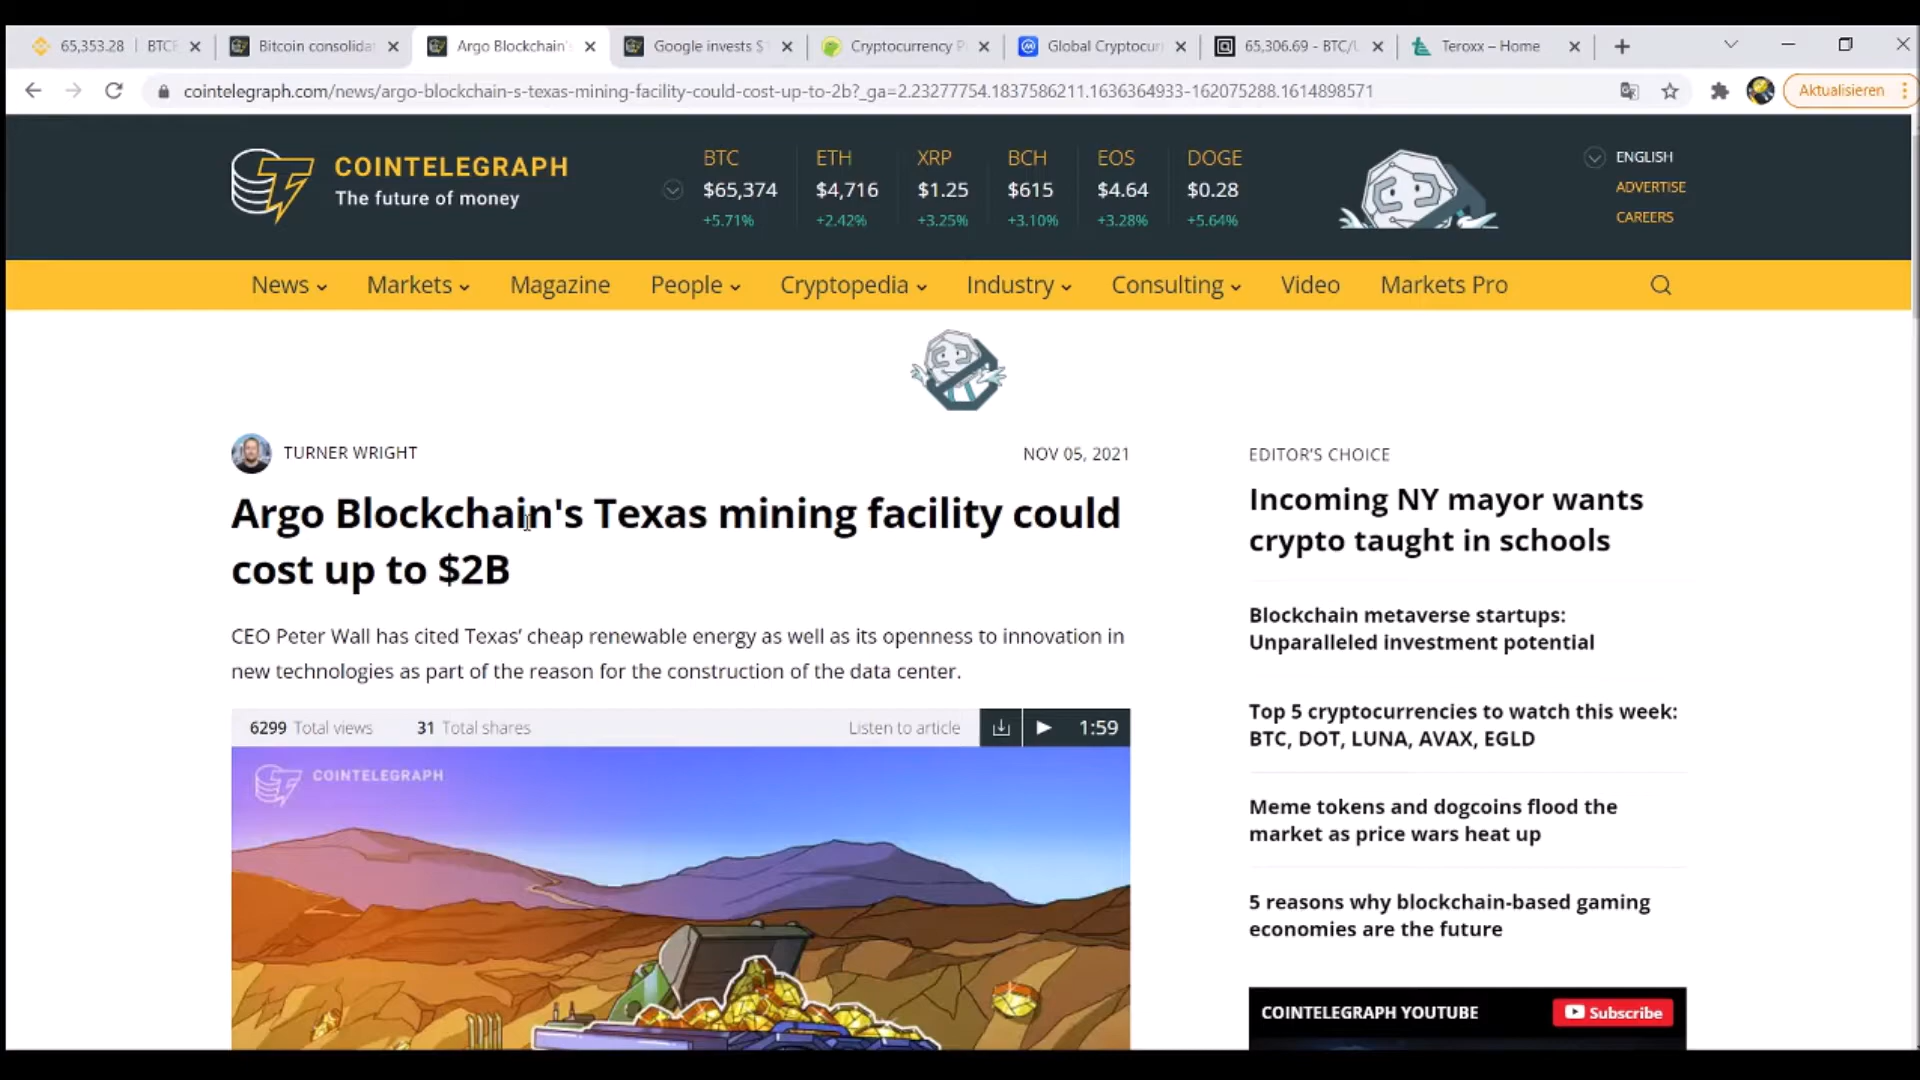 65,353.28 | BTC
Bitcoin consolida
Argo Blockchain'
Google invests $
Cryptocurrency P
Global Cryptocur
65,306.69 - BTC/
Teroxx – Home
cointelegraph.com/news/argo-blockchain-s-texas-mining-facility-could-cost-up-to-2b?_ga=2.23277754.1837586211.1636364933-162075288.1614898571
Aktualisieren
COINTELEGRAPH
The future of money
BTC ETH XRP BCH EOS DOGE
$65,374 $4,716 $1.25 $615 $4.64 $0.28
+5.71% +2.42% +3.25% +3.10% +3.28% +5.64%
ENGLISH
ADVERTISE
CAREERS
News Markets Magazine People Cryptopedia Industry Consulting Video Markets Pro
TURNER WRIGHT
NOV 05, 2021
Argo Blockchain's Texas mining facility could
cost up to $2B
CEO Peter Wall has cited Texas' cheap renewable energy as well as its openness to innovation in
new technologies as part of the reason for the construction of the data center.
6299 Total views 31 Total shares Listen to article 1:59
COINTELEGRAPH
EDITOR'S CHOICE
Incoming NY mayor wants
crypto taught in schools
Blockchain metaverse startups:
Unparalleled investment potential
Top 5 cryptocurrencies to watch this week:
BTC, DOT, LUNA, AVAX, EGLD
Meme tokens and dogcoins flood the
market as price wars heat up
5 reasons why blockchain-based gaming
economies are the future
COINTELEGRAPH YOUTUBE
Subscribe